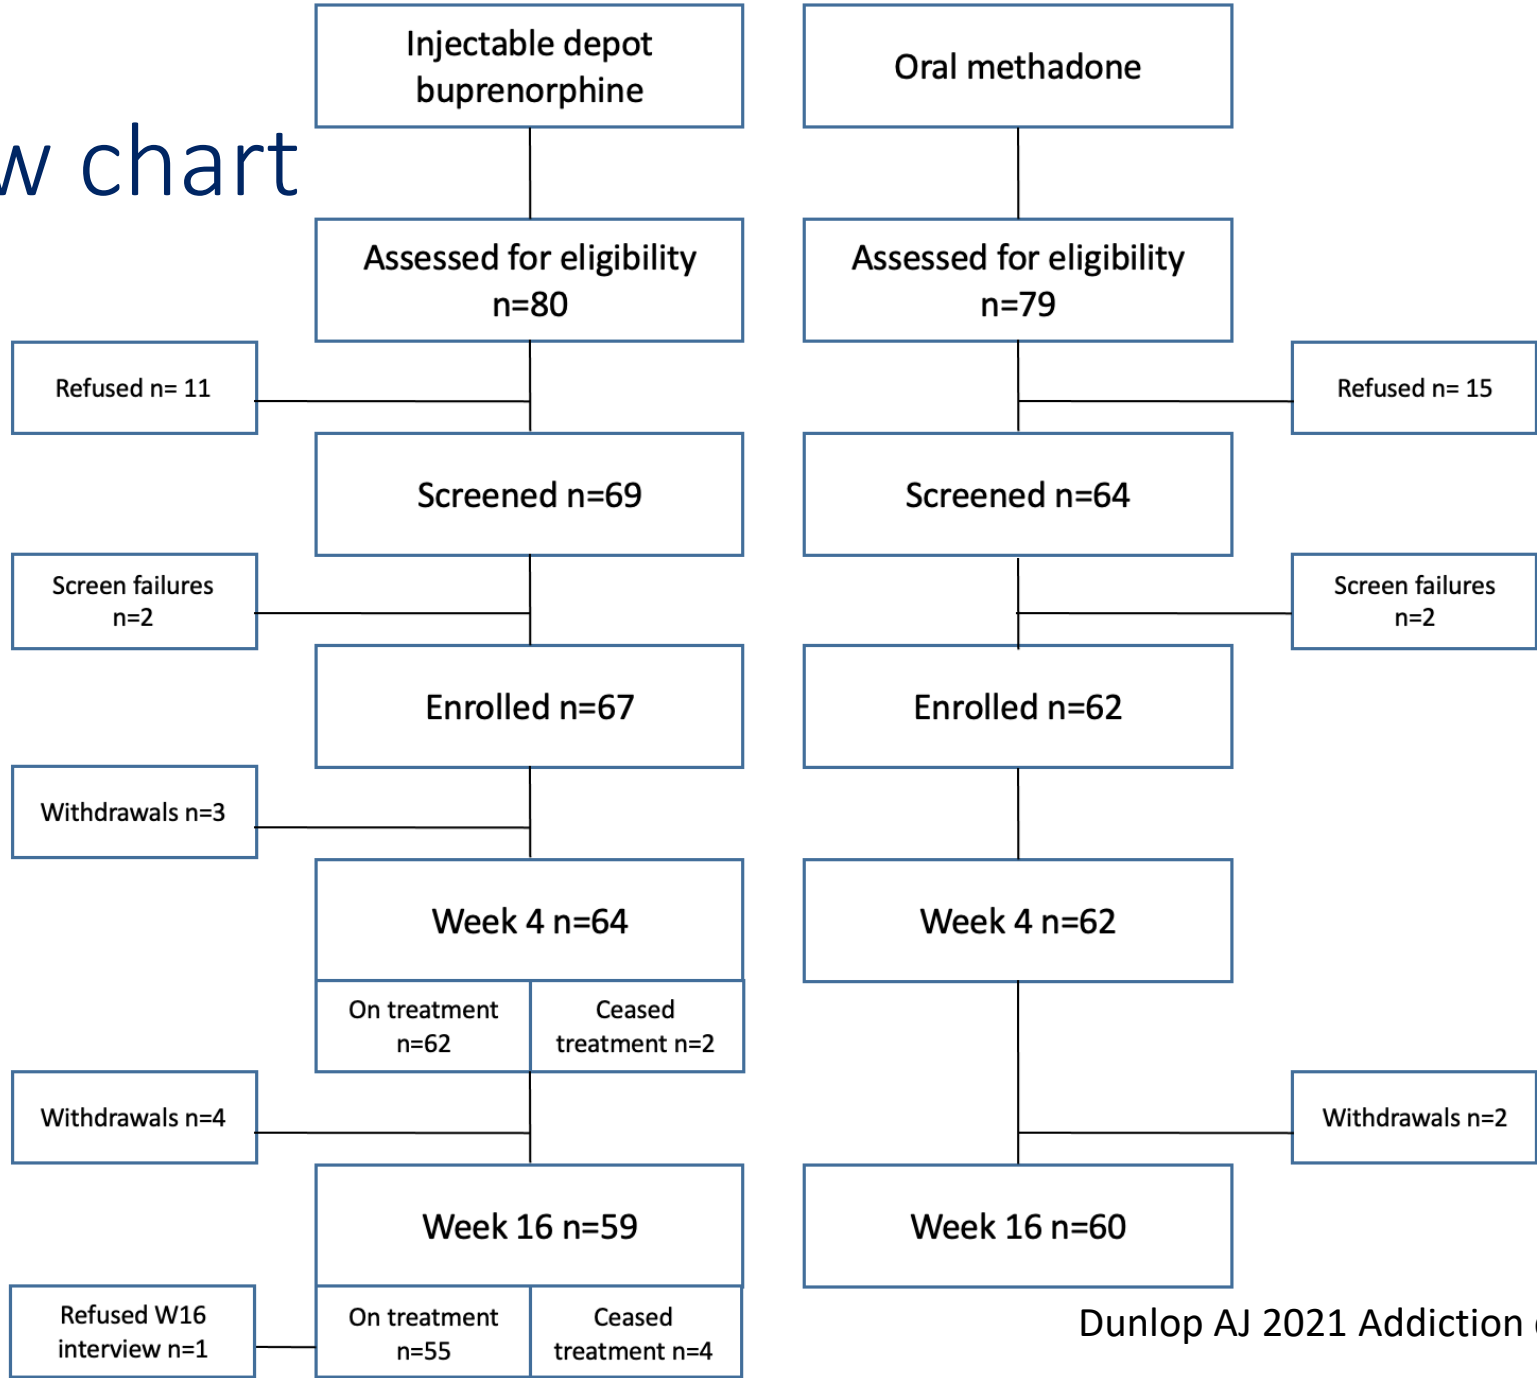 w chart
Injectable depot
buprenorphine
Oral methadone
Assessed for eligibility
n=80
Assessed for eligibility
n=79
Refused n= 11
Refused n= 15
Screened n=69
Screened n=64
Screen failures
n=2
Screen failures
n=2
Enrolled n=67
Enrolled n=62
Withdrawals n=3
Week 4 n=64
Week 4 n=62
On treatment
n=62
Ceased
treatment n=2
Withdrawals n=4
Withdrawals n=2
Week 16 n=59
Week 16 n=60
Refused W16
interview n=1
On treatment
n=55
Ceased
treatment n=4
Dunlop AJ 2021 Addiction